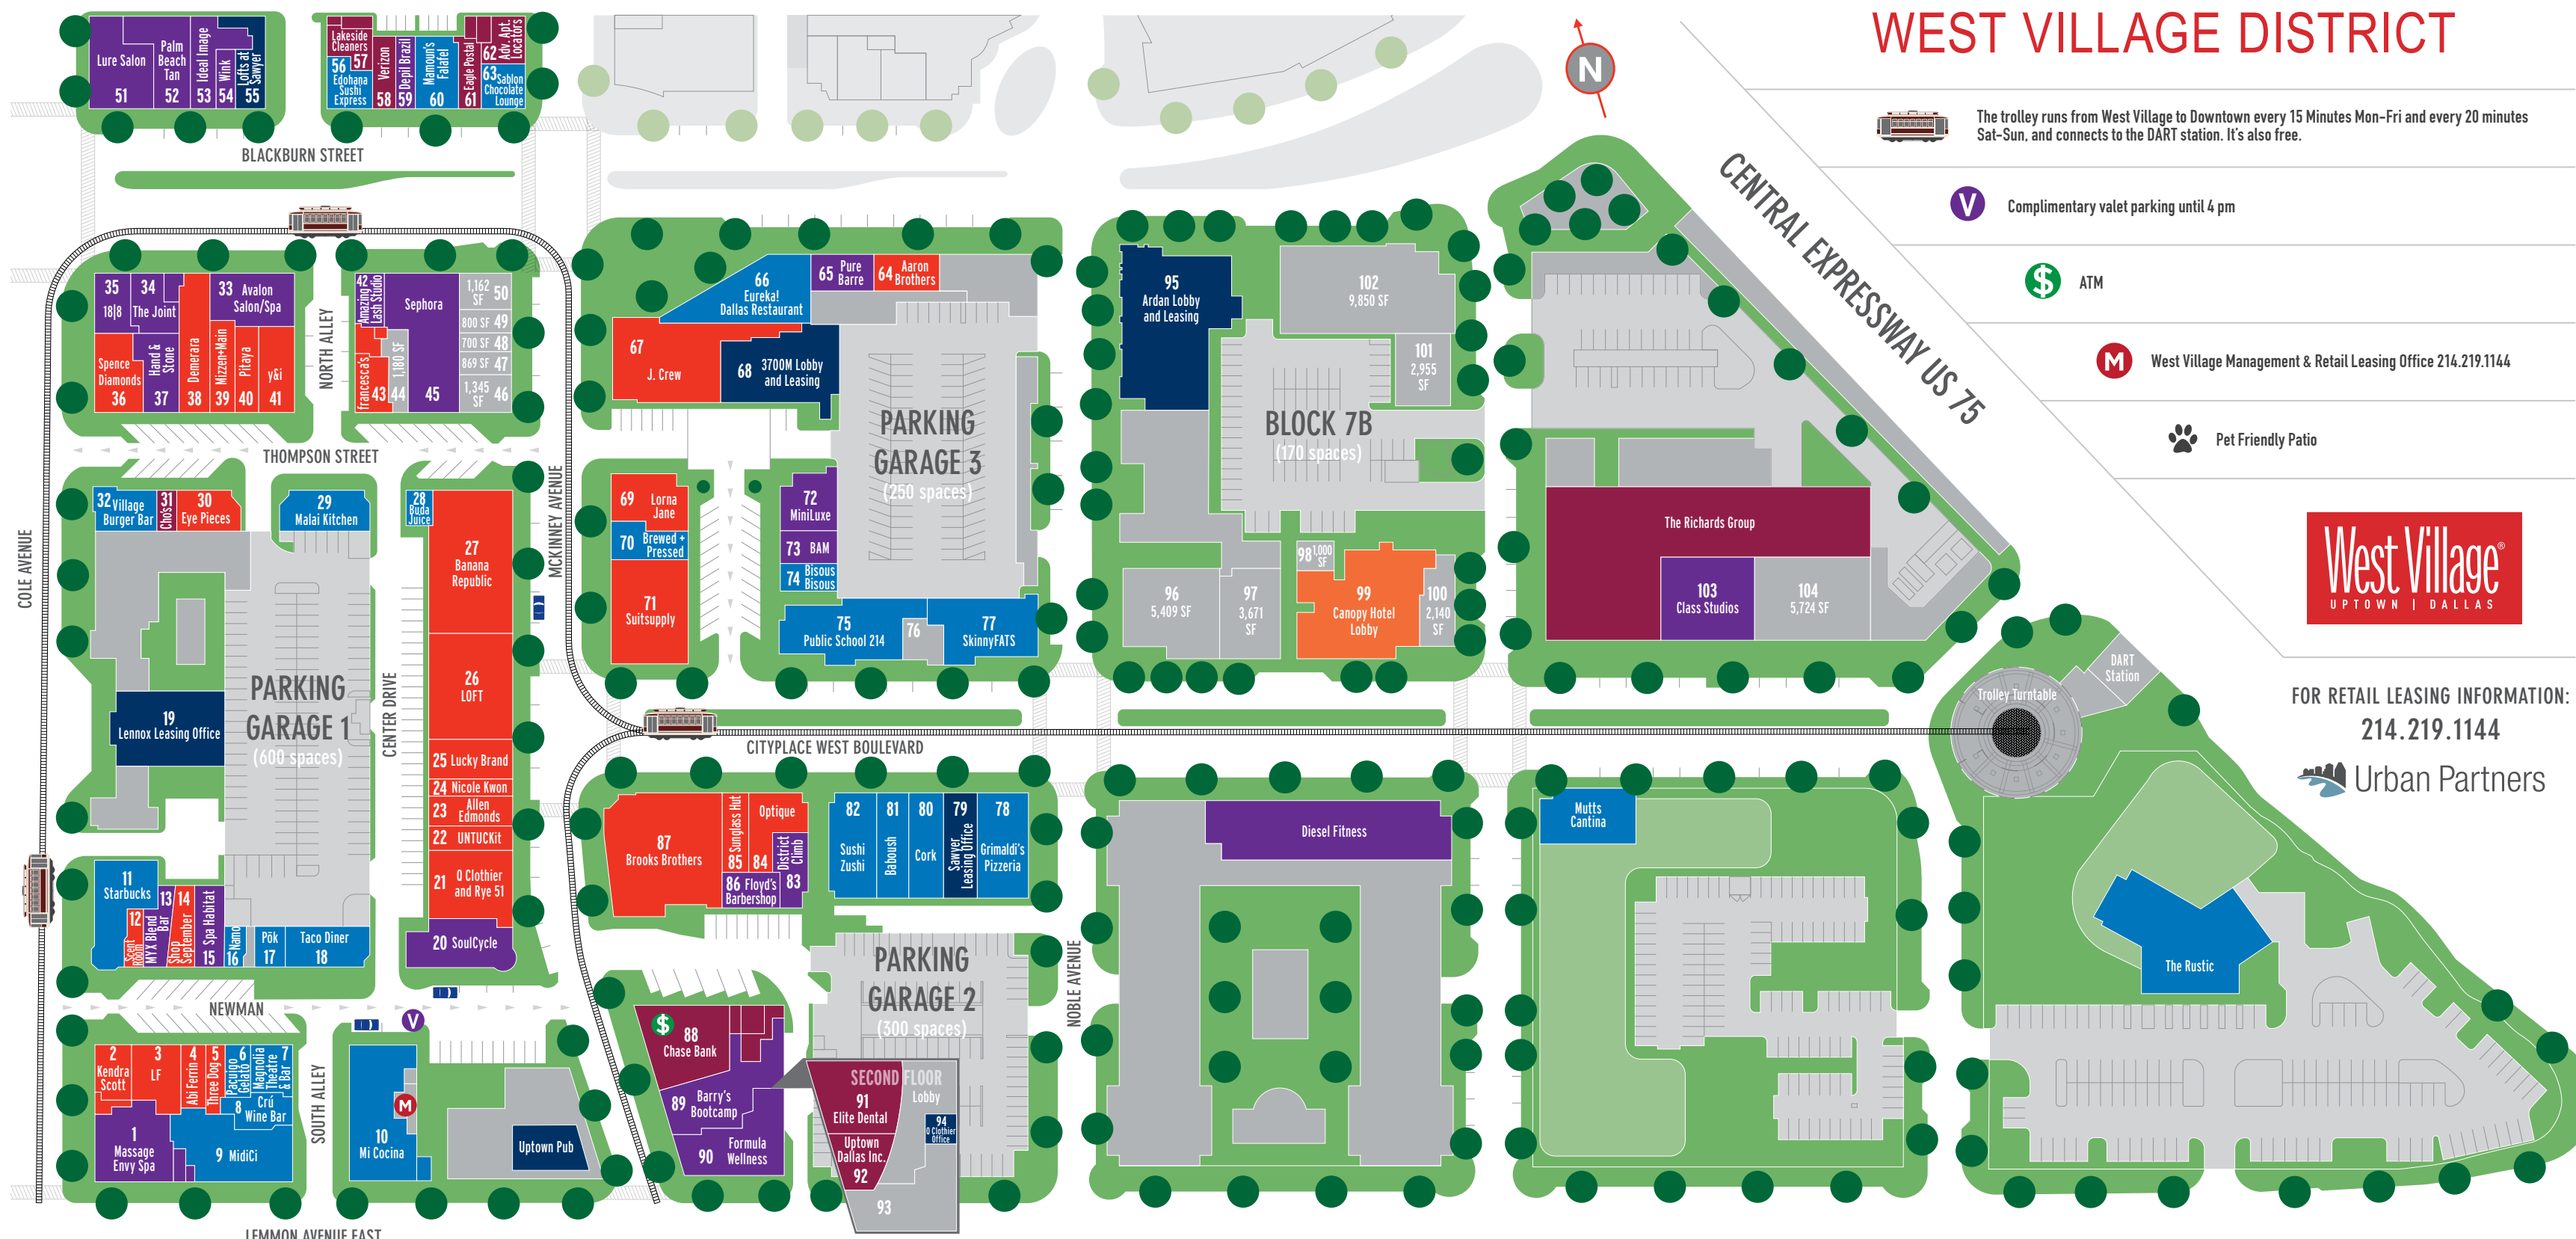 WEST VILLAGE DISTRICT
The trolley runs from West Village to Downtown every 15 Minutes Mon-Fri and every 20 minutes
Sat-Sun, and connects to the DART station. It's also free.
V
Complimentary valet parking until 4 pm
$
ATM
M
West Village Management & Retail Leasing Office 214.219.1144
Pet Friendly Patio
West Village®
UPTOWN | DALLAS
FOR RETAIL LEASING INFORMATION:
214.219.1144
Urban Partners
N
CENTRAL EXPRESSWAY US 75
Lure Salon
51
Palm
Beach
Tan
52
Ideal Image
53
Wink
54
Lofts at
Sawyer
55
Lakeside
Cleaners
57
56
Edohana
Sushi
Express
Verizon
58
Depil Brazil
59
Mamoun's
Falafel
60
Eagle Postal
61
62
Adv. Apt.
Locators
63 Sablon
Chocolate
Lounge
BLACKBURN STREET
35
18|8
34
The Joint
33 Avalon
Salon/Spa
Spence
Diamonds
36
Hand &
Stone
37
Demerara
38
Mizzen+Main
39
Pitaya
40
y&i
41
NORTH ALLEY
42
Amazing
Lash Studio
francesca's
43
1,180 SF
44
Sephora
45
1,162
SF 50
800 SF 49
700 SF 48
869 SF 47
1,345
SF 46
THOMPSON STREET
COLE AVENUE
MCKINNEY AVENUE
32 Village
Burger Bar
31
Cho's
30
Eye Pieces
29
Malai Kitchen
28
Buda
Juice
27
Banana
Republic
26
LOFT
25 Lucky Brand
24 Nicole Kwon
23 Allen
Edmonds
22 UNTUCKit
21 Q Clothier
and Rye 51
20 SoulCycle
CENTER DRIVE
PARKING
GARAGE 1
(600 spaces)
19
Lennox Leasing Office
11
Starbucks
12
Scent
Room
13
MYX Blend
Bar
14
Shop
September
15 Spa Habitat
16 Namo
Pōk
17
Taco Diner
18
NEWMAN
V
2
Kendra
Scott
3
LF
4
Abi Ferrin
5
Three Dog
6
Paciugo
Gelato
7
Magnolia
Theatre
& Bar
8 Crú
Wine Bar
1
Massage
Envy Spa
9 MidiCi
SOUTH ALLEY
10
Mi Cocina
M
Uptown Pub
LEMMON AVENUE EAST
66
Eureka!
Dallas Restaurant
65 Pure
Barre
64 Aaron
Brothers
67
J. Crew
68 3700M Lobby
and Leasing
PARKING
GARAGE 3
(250 spaces)
69 Lorna
Jane
70 Brewed +
Pressed
71
Suitsupply
72
MiniLuxe
73 BAM
74 Bisous
Bisous
75
Public School 214
76
77
SkinnyFATS
CITYPLACE WEST BOULEVARD
95
Ardan Lobby
and Leasing
102
9,850 SF
101
2,955
SF
BLOCK 7B
(170 spaces)
96
5,409 SF
97
3,671
SF
98 1,000
SF
99
Canopy Hotel
Lobby
100
2,140
SF
The Richards Group
103
Class Studios
104
5,724 SF
DART
Station
Trolley Turntable
87
Brooks Brothers
Sunglass Hut
85
Optique
84
District
Climb
83
86 Floyd's
Barbershop
82
Sushi
Zushi
81
Baboush
80
Cork
79
Sawyer
Leasing Office
78
Grimaldi's
Pizzeria
PARKING
GARAGE 2
(300 spaces)
NOBLE AVENUE
$
88
Chase Bank
89 Barry's
Bootcamp
90 Formula
Wellness
SECOND FLOOR
Lobby
91
Elite Dental
Uptown
Dallas Inc.
92
93
94
Q Clothier
Office
Diesel Fitness
Mutts
Cantina
The Rustic